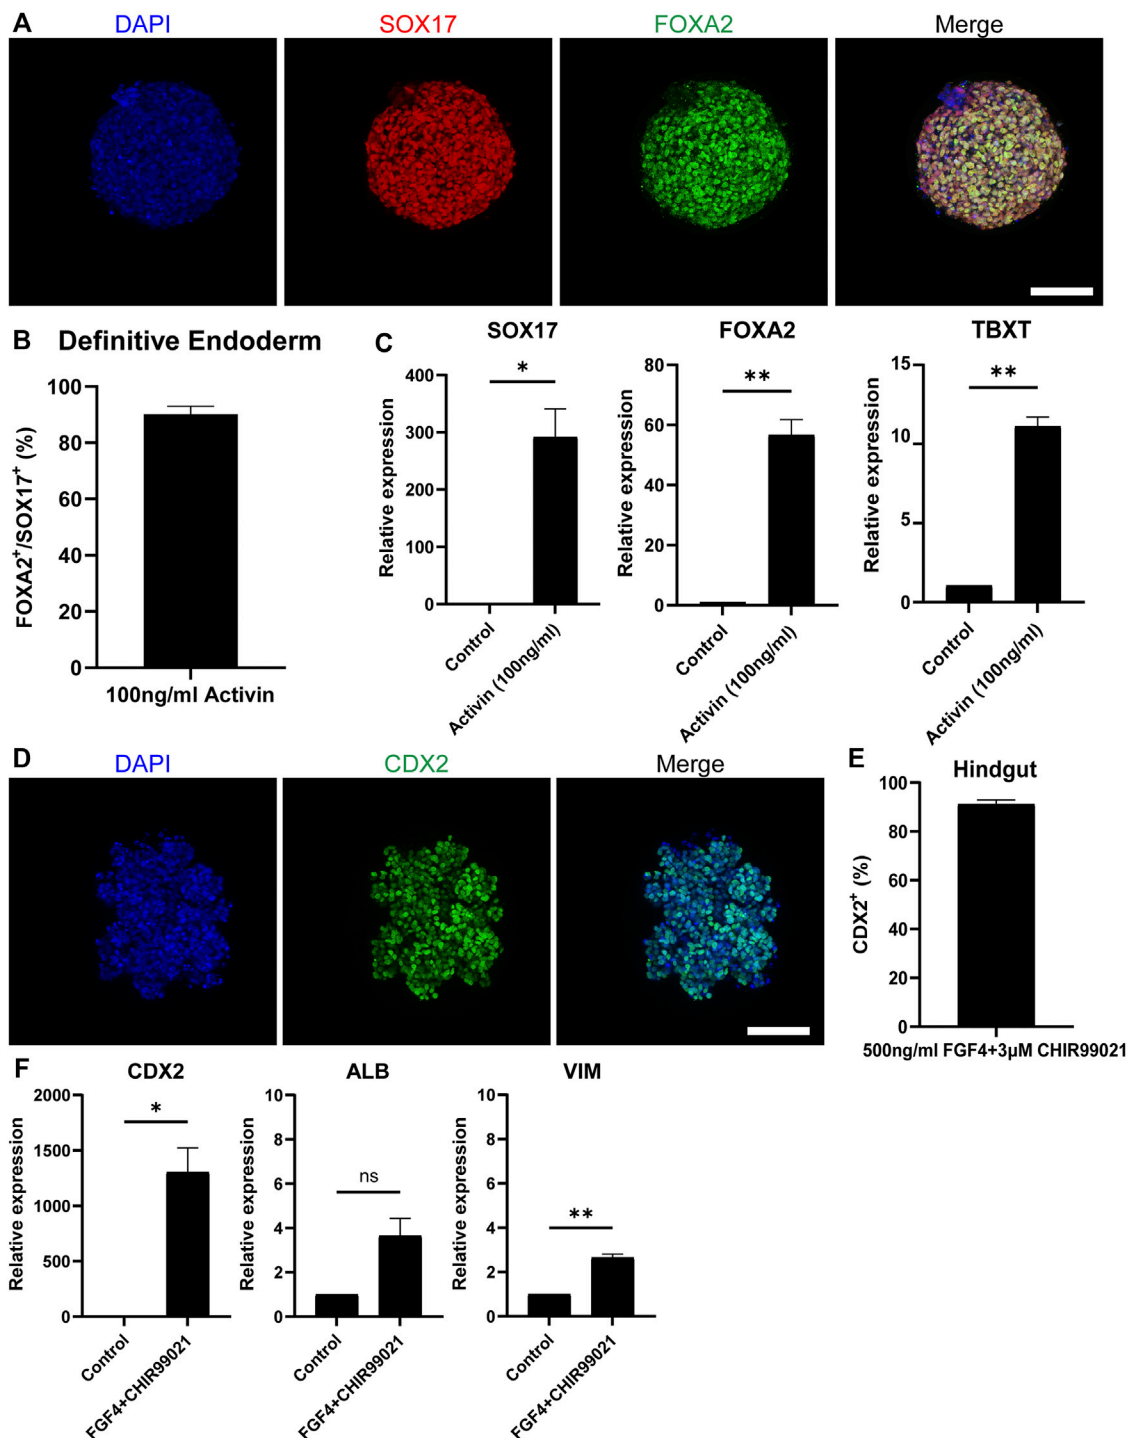 A
DAPI
SOX17
FOXA2
Merge
B
Definitive Endoderm
FOXA2+/SOX17+ (%)
100
80
60
40
20
0
100ng/ml Activin
C
SOX17
Relative expression
400
300
200
100
0
*
Control
Activin (100ng/ml)
FOXA2
Relative expression
80
60
40
20
0
**
Control
Activin (100ng/ml)
TBXT
Relative expression
15
10
5
0
**
Control
Activin (100ng/ml)
D
DAPI
CDX2
Merge
E
Hindgut
CDX2+ (%)
100
80
60
40
20
0
500ng/ml FGF4+3µM CHIR99021
F
CDX2
Relative expression
2000
1500
1000
500
0
*
Control
FGF4+CHIR99021
ALB
Relative expression
10
8
6
4
2
0
ns
Control
FGF4+CHIR99021
VIM
Relative expression
10
8
6
4
2
0
**
Control
FGF4+CHIR99021